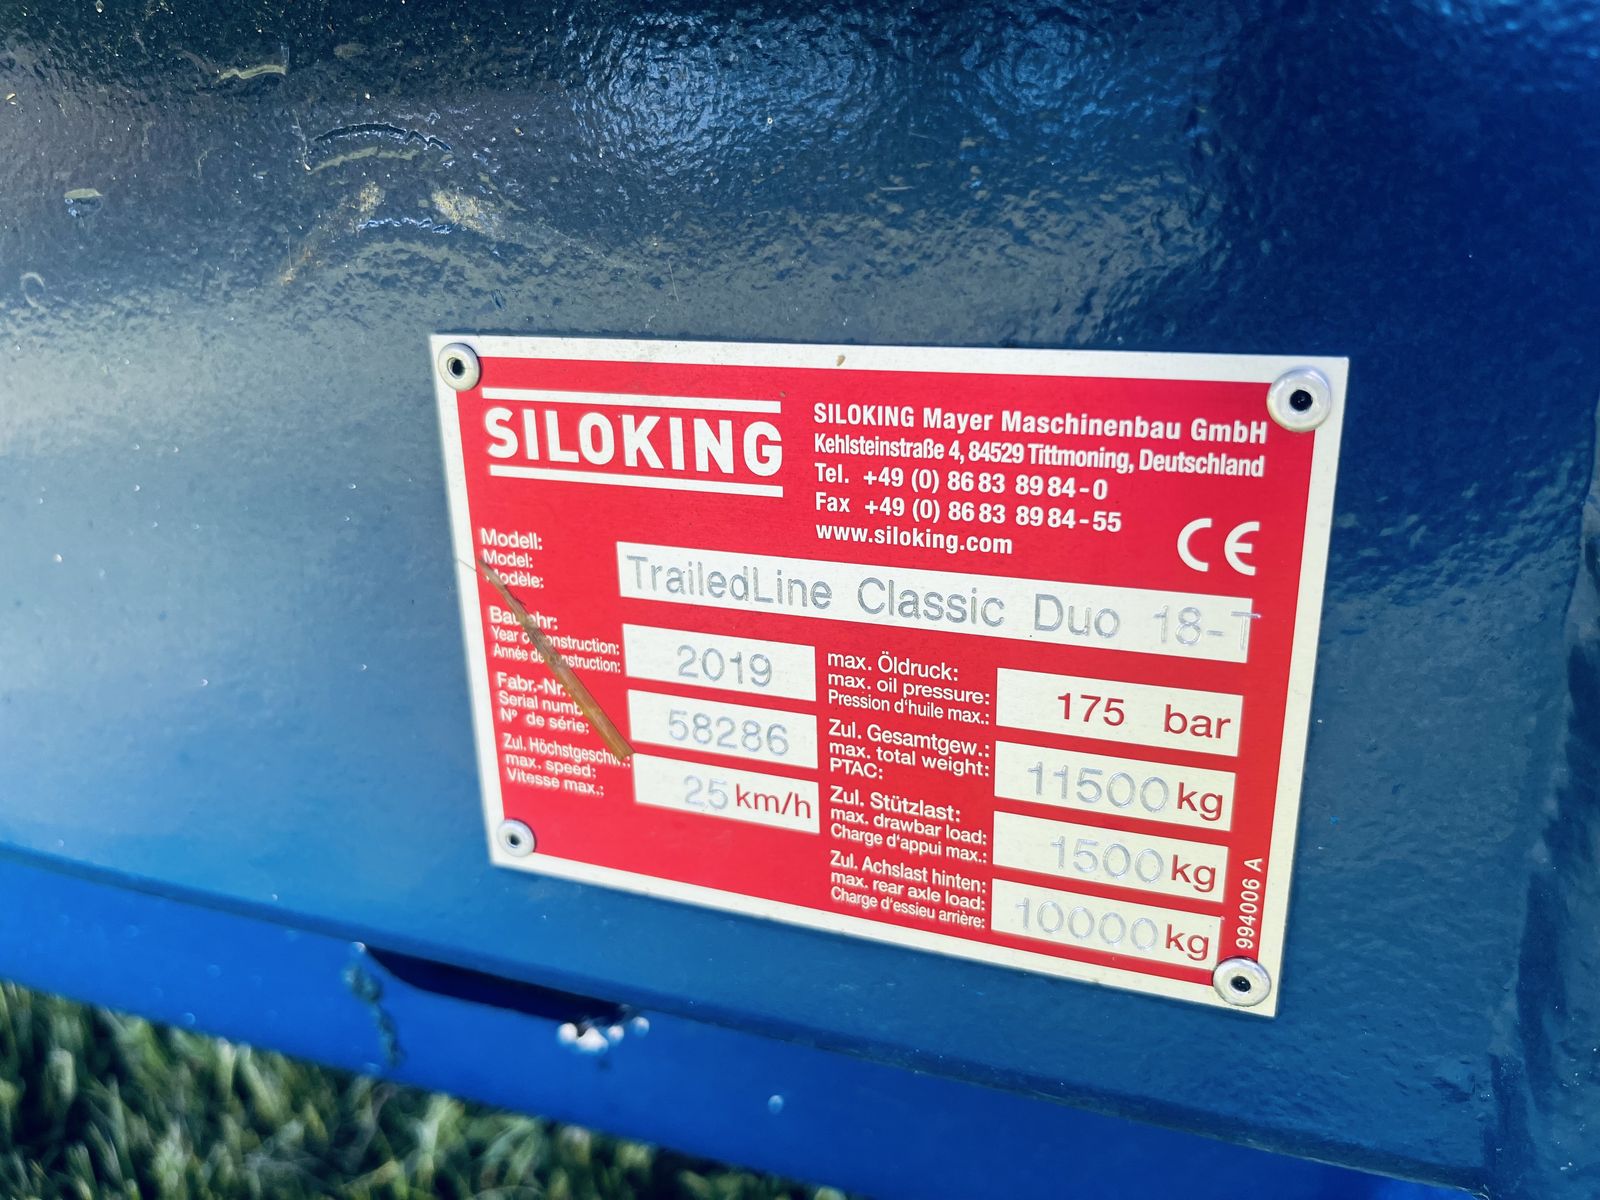 SILOKING
SILOKING Mayer Maschinenbau GmbH
Kehlsteinstraße 4, 84529 Tittmoning, Deutschland
Tel. +49 (0) 86 83 89 84-0
Fax +49 (0) 86 83 89 84-55
www.siloking.com
CE
Modell:
Model:
Modèle:
TrailedLine Classic Duo 18-T
Year construction:
Année de
2019
Fabr.-Nr.
Serial
N° de série:
58286
Zul.
max. speed:
Vitesse max.:
25 km/h
max. Öldruck:
max. oil pressure:
Pression d'huile max.:
175 bar
Zul. Gesamtgew.:
max. total weight:
PTAC:
11500 kg
Zul. Stützlast:
max. drawbar load:
Charge d'appui max.:
1500 kg
Zul. Achslast hinten:
max. rear axle load:
Charge d'essieu arrière:
10000 kg
994006 A